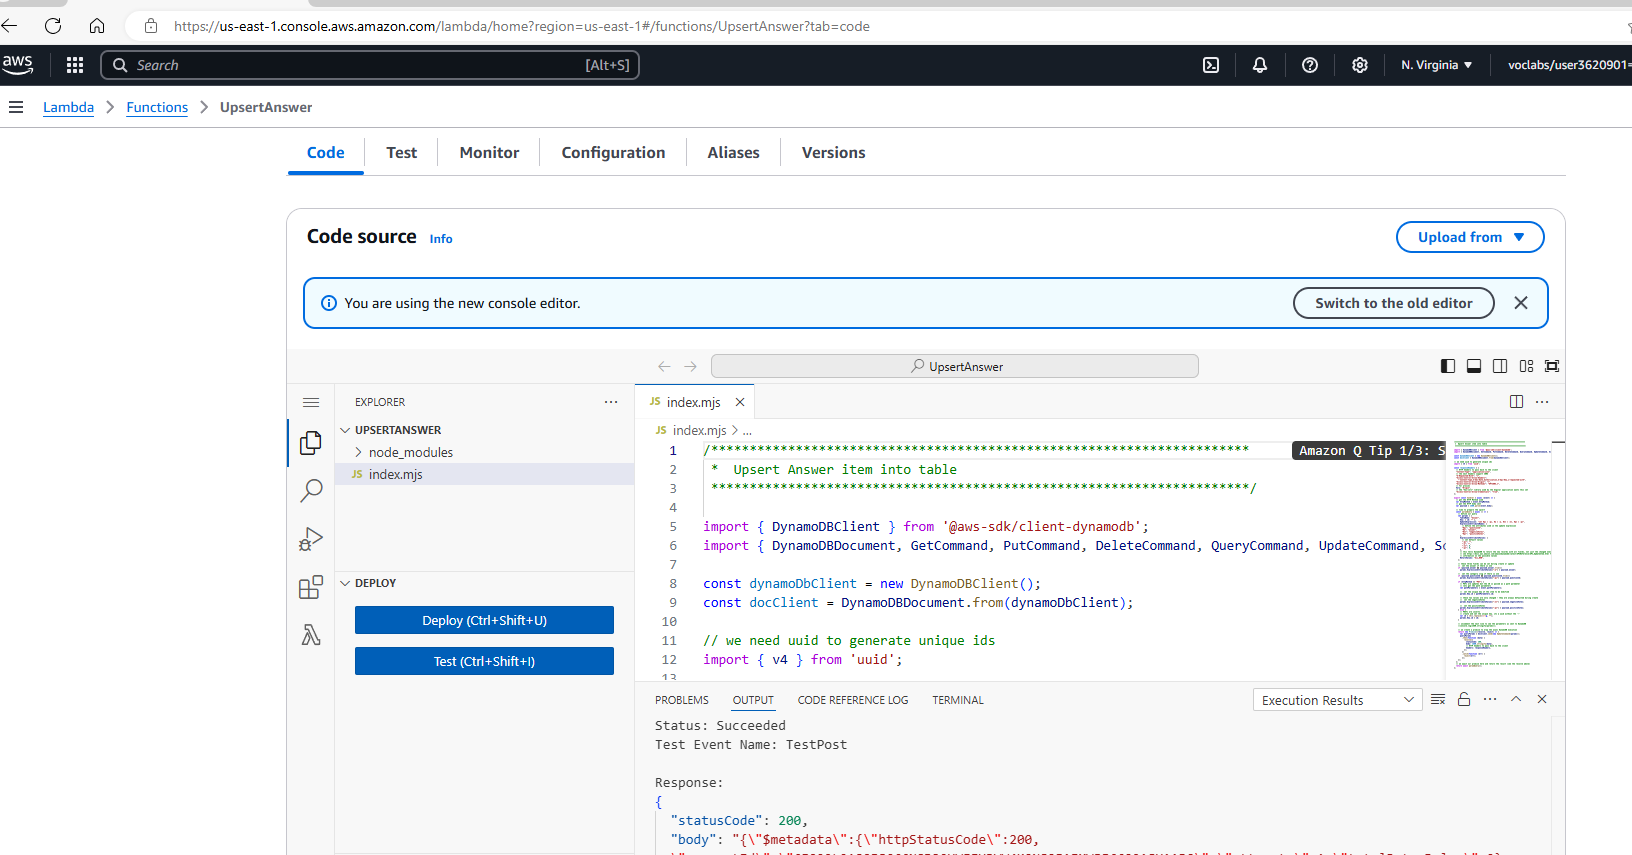 https://us-east-1.console.aws.amazon.com/lambda/home?region=us-east-1#/functions/UpsertAnswer?tab=code
aws
Search
[Alt+S]
N. Virginia
voclabs/user3620901=
Lambda
Functions
UpsertAnswer
Code
Test
Monitor
Configuration
Aliases
Versions
Code source
Info
Upload from
You are using the new console editor.
Switch to the old editor
UpsertAnswer
EXPLORER
JS index.mjs
UPSERTANSWER
node_modules
JS index.mjs
DEPLOY
Deploy (Ctrl+Shift+U)
Test (Ctrl+Shift+I)
JS index.mjs > ...
1 /**********************************************************************
Amazon Q Tip 1/3: S
2 * Upsert Answer item into table
3 **********************************************************************/
4
5 import { DynamoDBClient } from '@aws-sdk/client-dynamodb';
6 import { DynamoDBDocument, GetCommand, PutCommand, DeleteCommand, QueryCommand, UpdateCommand, Sc
7
8 const dynamoDbClient = new DynamoDBClient();
9 const docClient = DynamoDBDocument.from(dynamoDbClient);
10
11 // we need uuid to generate unique ids
12 import { v4 } from 'uuid';
13
PROBLEMS
OUTPUT
CODE REFERENCE LOG
TERMINAL
Execution Results
Status: Succeeded
Test Event Name: TestPost
Response:
{
"statusCode": 200,
"body": "{\"$metadata\":{\"httpStatusCode\":200,